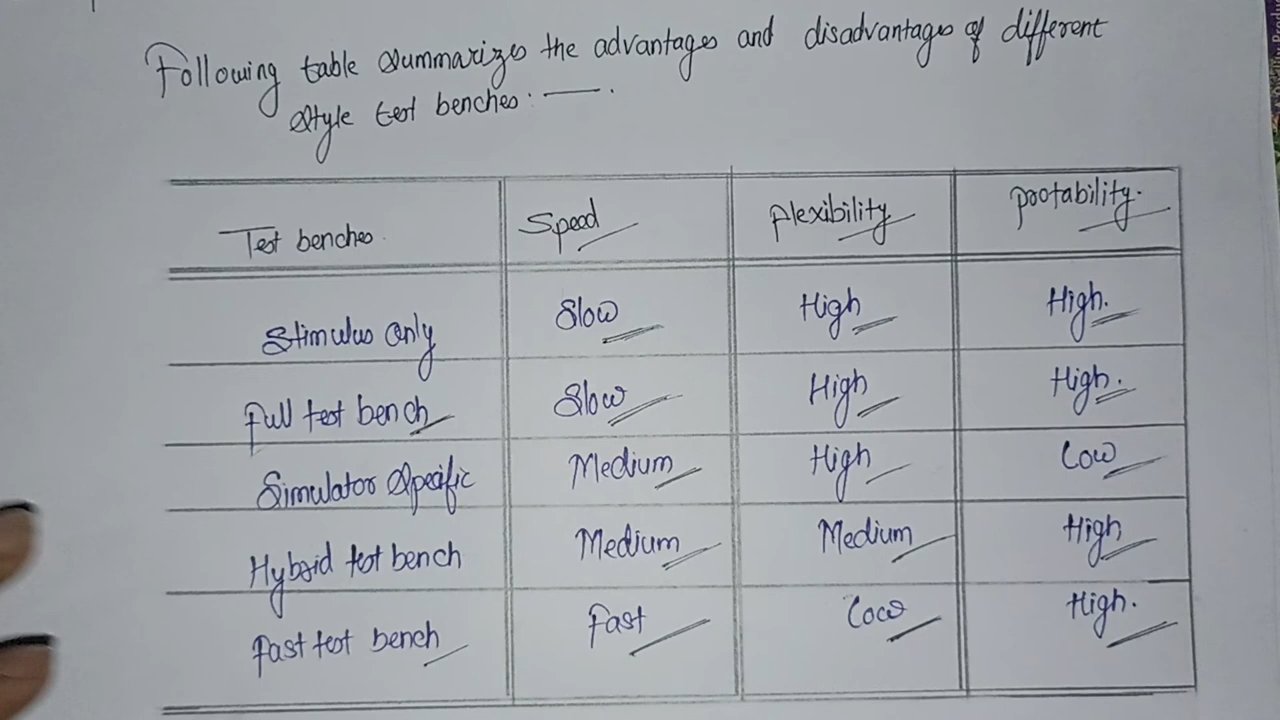 Following table summarizes the advantages and disadvantages of different
style test benches: —.
Test benches Speed flexibility protability.
Stimulus Only Slow High High.
Full test bench Slow High High.
Simulator Specific Medium High Low
Hybrid test bench Medium Medium High
Fast test bench Fast Low High.